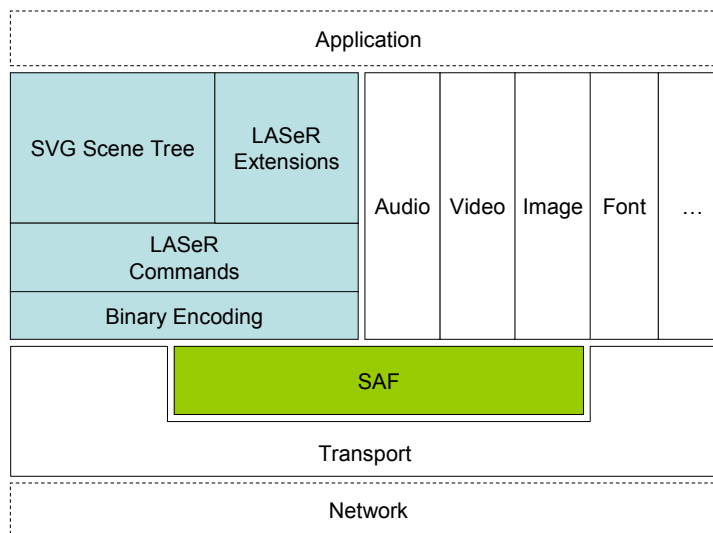 Application
SVG Scene Tree
LASeR
Extensions
Audio
Video
Image
Font
...
LASeR
Commands
Binary Encoding
SAF
Transport
Network